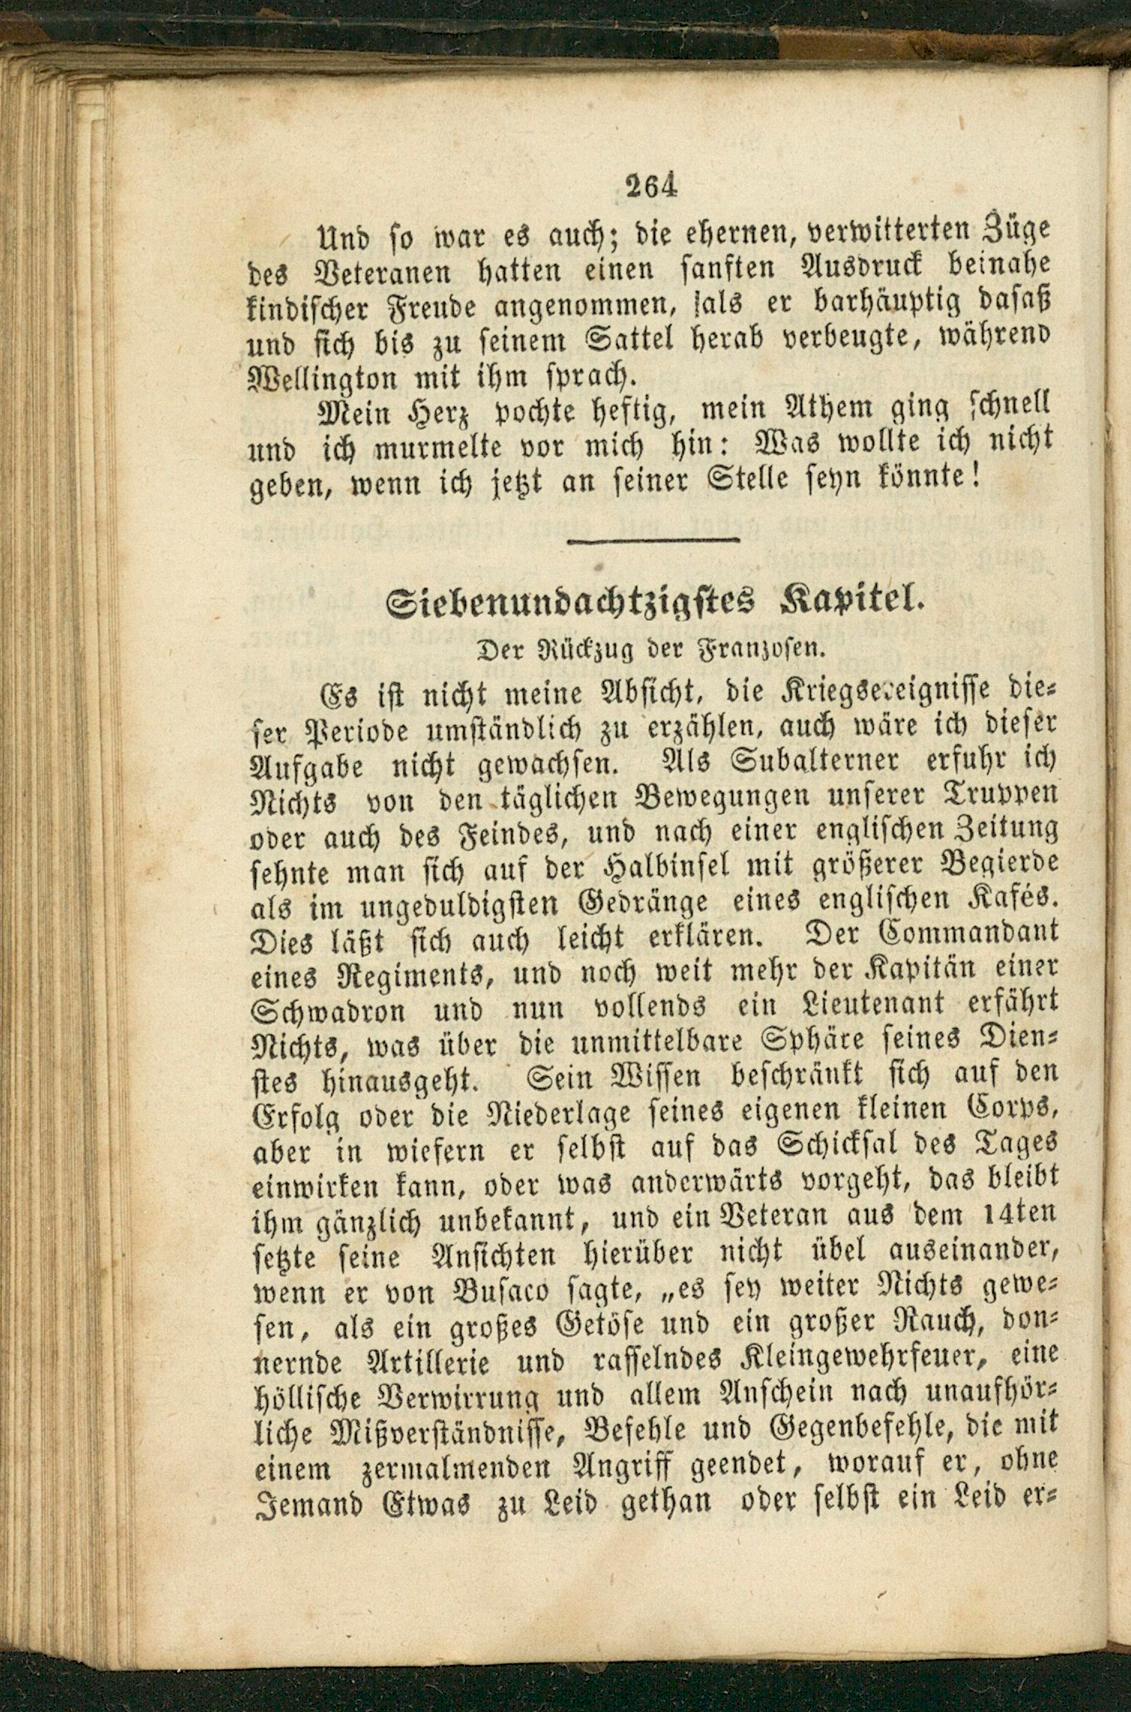 264
Und so war es auch; die ehernen, verwitterten Züge
des Veteranen hatten einen sanften Ausdruck beinahe
kindischer Freude angenommen, als er barhäuptig dasaß
und sich bis zu seinem Sattel herab verbeugte, während
Wellington mit ihm sprach.
Mein Herz pochte heftig, mein Athem ging schnell
und ich murmelte vor mich hin: Was wollte ich nicht
geben, wenn ich jetzt an seiner Stelle seyn könnte!
Siebenundachtzigstes Kapitel.
Der Rückzug der Franzosen.
Es ist nicht meine Absicht, die Kriegsereignisse die-
ser Periode umständlich zu erzählen, auch wäre ich dieser
Aufgabe nicht gewachsen. Als Subalterner erfuhr ich
Nichts von den täglichen Bewegungen unserer Truppen
oder auch des Feindes, und nach einer englischen Zeitung
sehnte man sich auf der Halbinsel mit größerer Begierde
als im ungeduldigsten Gedränge eines englischen Kafés.
Dies läßt sich auch leicht erklären. Der Commandant
eines Regiments, und noch weit mehr der Kapitän einer
Schwadron und nun vollends ein Lieutenant erfährt
Nichts, was über die unmittelbare Sphäre seines Dien-
stes hinausgeht. Sein Wissen beschränkt sich auf den
Erfolg oder die Niederlage seines eigenen kleinen Corps,
aber in wiefern er selbst auf das Schicksal des Tages
einwirken kann, oder was anderwärts vorgeht, das bleibt
ihm gänzlich unbekannt, und ein Veteran aus dem 14ten
setzte seine Ansichten hierüber nicht übel auseinander,
wenn er von Busaco sagte, „es sey weiter Nichts gewe-
sen, als ein großes Getöse und ein großer Rauch, don-
nernde Artillerie und rasselndes Kleingewehrfeuer, eine
höllische Verwirrung und allem Anschein nach unaufhör-
liche Mißverständnisse, Befehle und Gegenbefehle, die mit
einem zermalmenden Angriff geendet, worauf er, ohne
Jemand Etwas zu Leid gethan oder selbst ein Leid er-